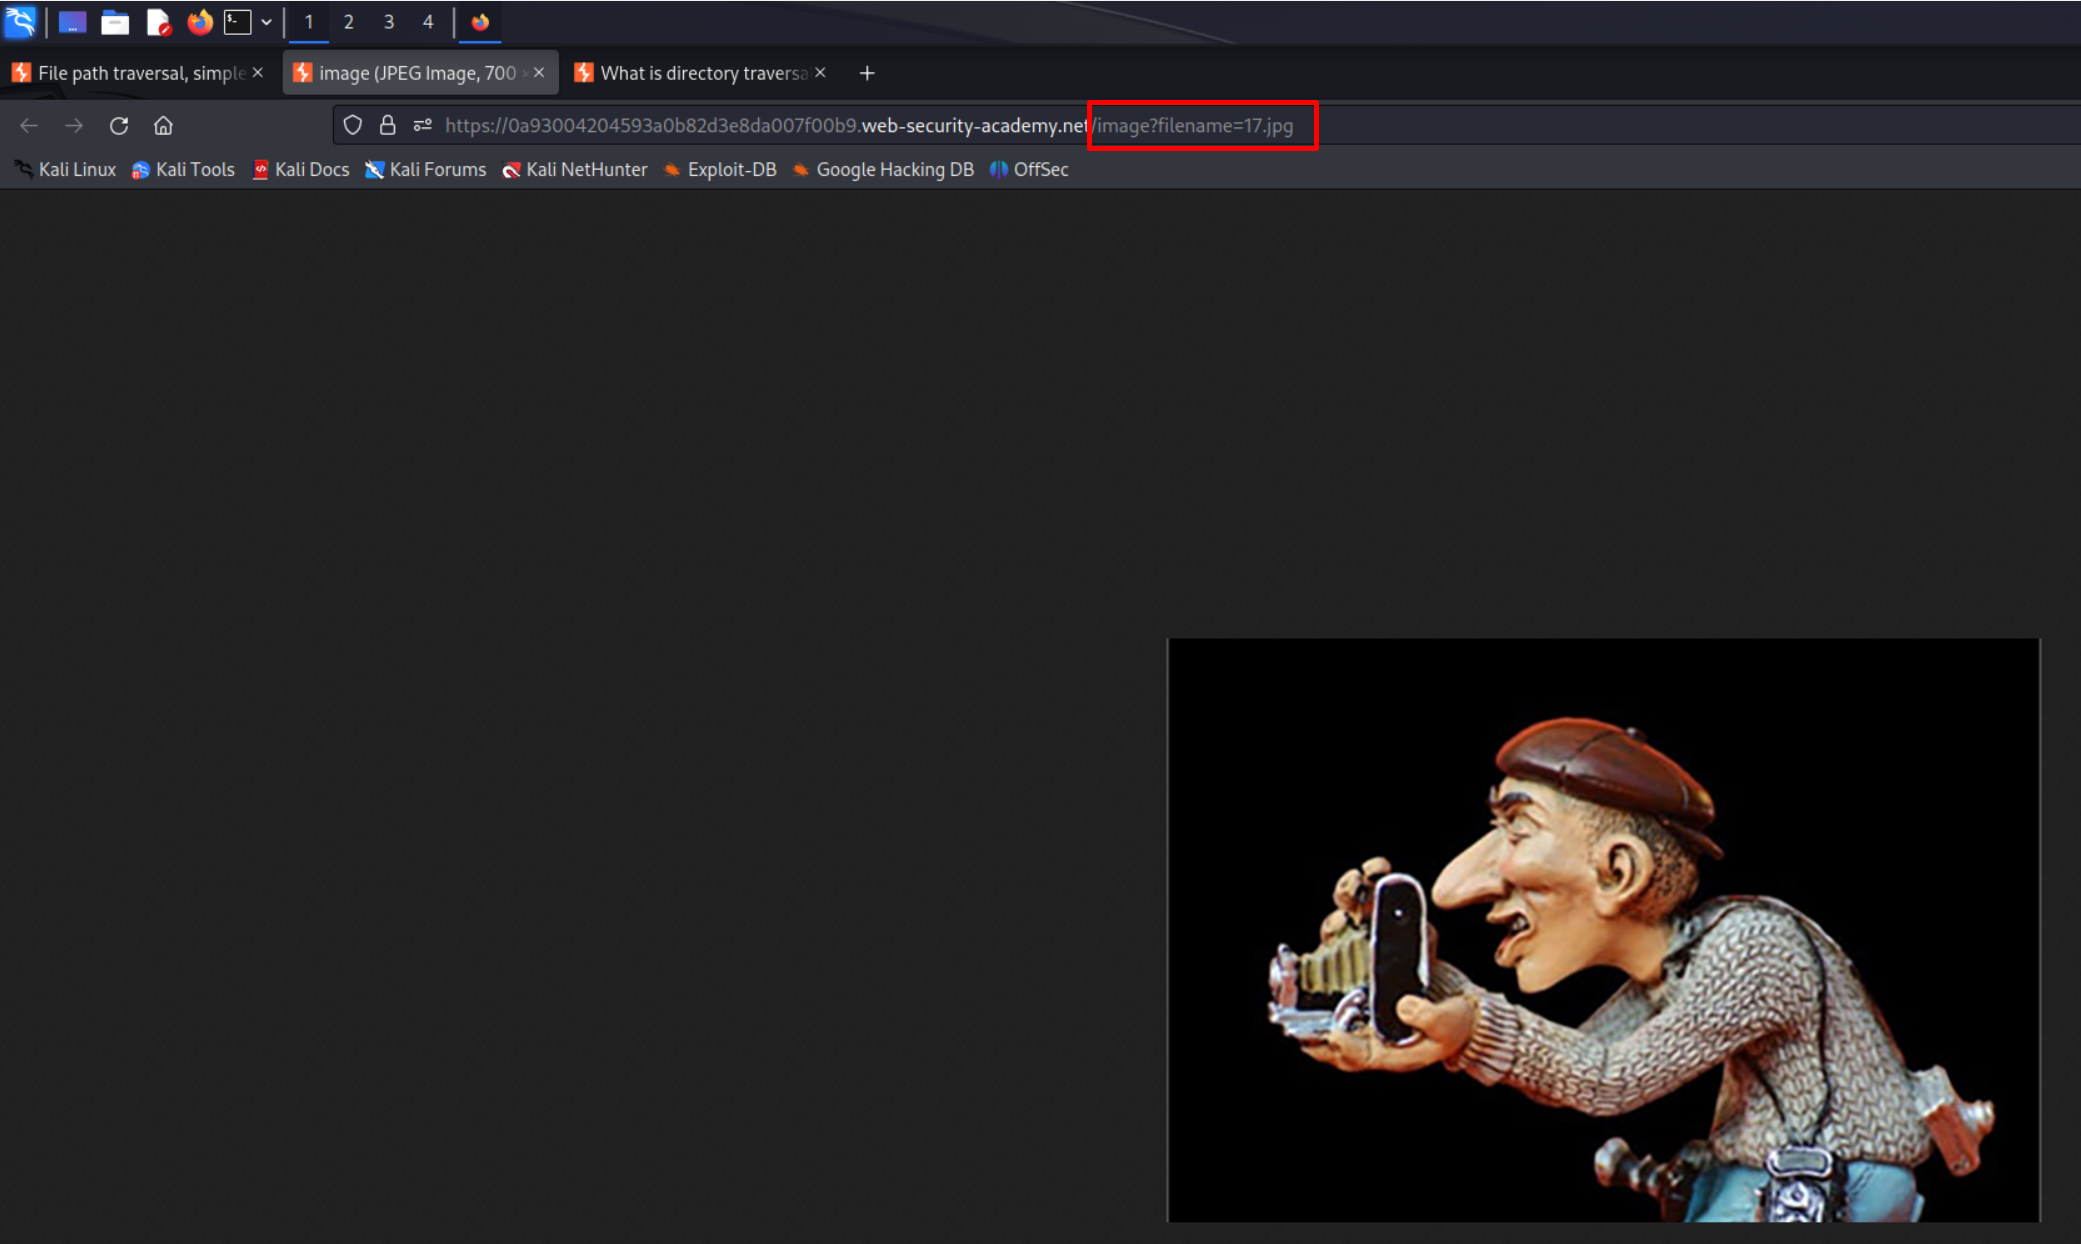 1 2 3 4
File path traversal, simple image (JPEG Image, 700 × What is directory traversa
https://0a93004204593a0b82d3e8da007f00b9.web-security-academy.net/image?filename=17.jpg
Kali Linux Kali Tools Kali Docs Kali Forums Kali NetHunter Exploit-DB Google Hacking DB OffSec